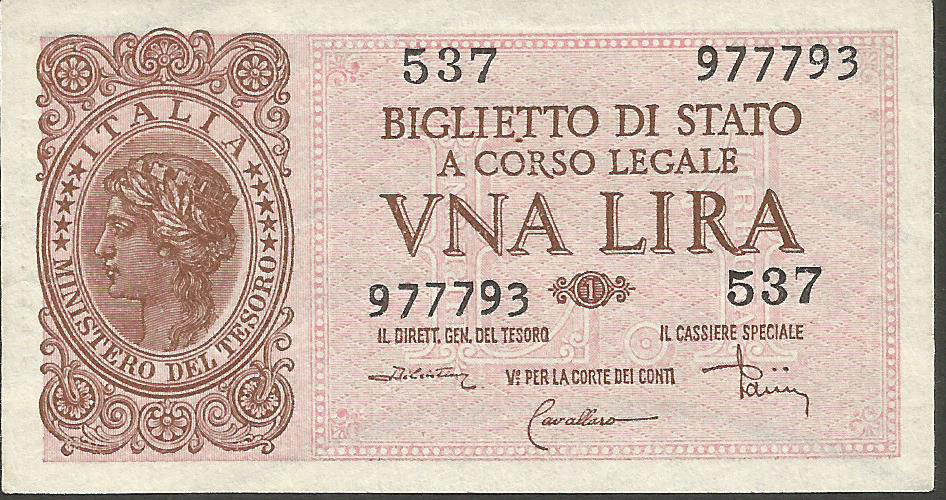 ITALIA
MINISTERO DEL TESORO
537 977793
BIGLIETTO DI STATO
A CORSO LEGALE
VNA LIRA
977793 1 537
IL DIRETT. GEN. DEL TESORO IL CASSIERE SPECIALE
Vº PER LA CORTE DEI CONTI
Cavallaro